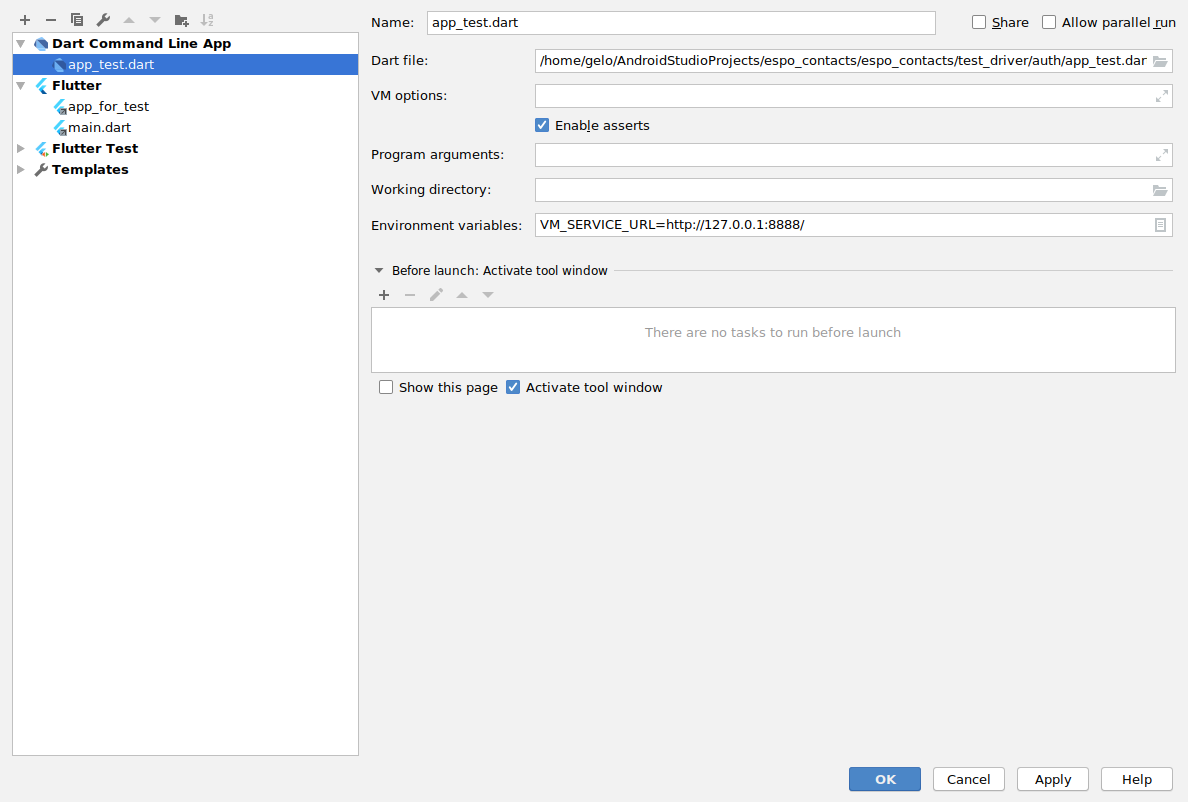 Dart Command Line App
app_test.dart
Flutter
app_for_test
main.dart
Flutter Test
Templates
Name: app_test.dart Share Allow parallel run
Dart file: /home/gelo/AndroidStudioProjects/espo_contacts/espo_contacts/test_driver/auth/app_test.dar
VM options:
Enable asserts
Program arguments:
Working directory:
Environment variables: VM_SERVICE_URL=http://127.0.0.1:8888/
Before launch: Activate tool window
There are no tasks to run before launch
Show this page Activate tool window
OK Cancel Apply Help